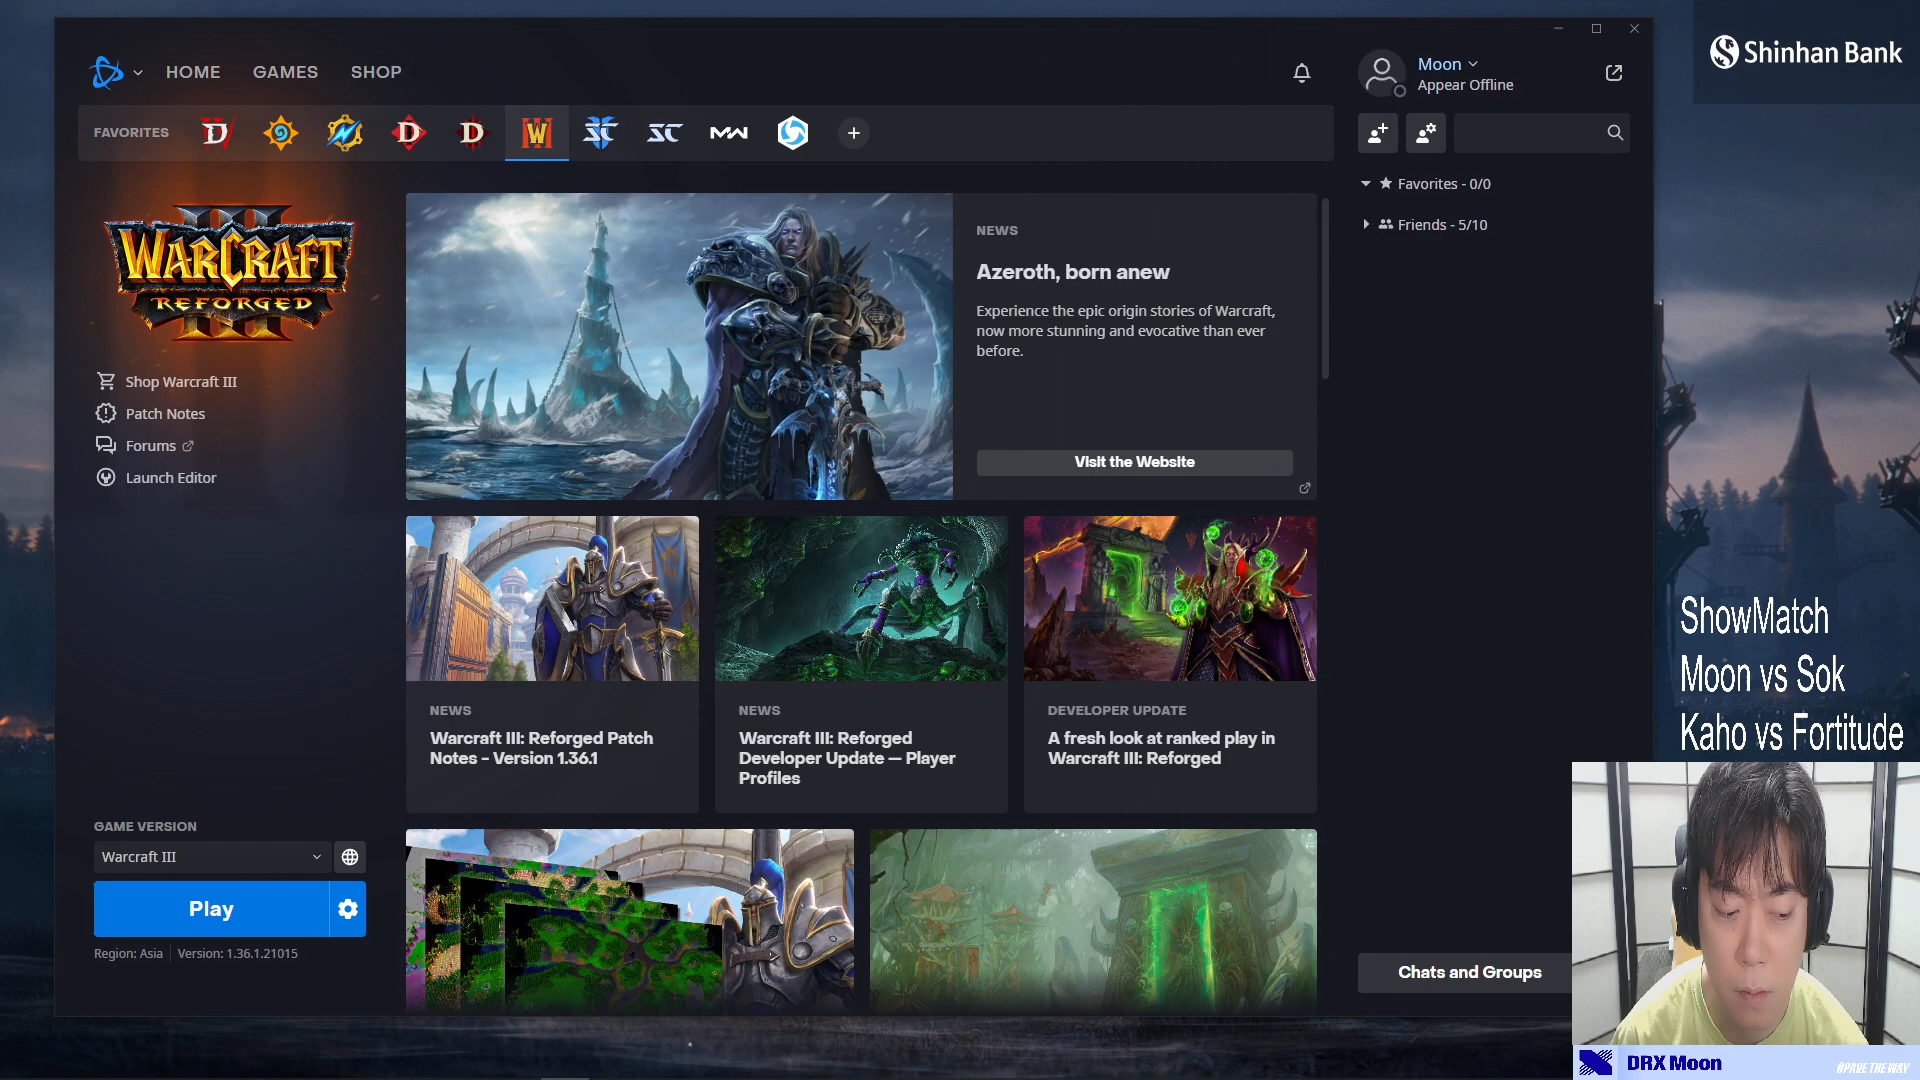 HOME GAMES SHOP
Moon
Appear Offline
Shinhan Bank
FAVORITES
WARCRAFT
REFORGED
Shop Warcraft III
Patch Notes
Forums
Launch Editor
NEWS
Azeroth, born anew
Experience the epic origin stories of Warcraft,
now more stunning and evocative than ever
before.
Visit the Website
Favorites - 0/0
Friends - 5/10
NEWS
Warcraft III: Reforged Patch
Notes – Version 1.36.1
NEWS
Warcraft III: Reforged
Developer Update — Player
Profiles
DEVELOPER UPDATE
A fresh look at ranked play in
Warcraft III: Reforged
ShowMatch
Moon vs Sok
Kaho vs Fortitude
GAME VERSION
Warcraft III
Play
Region: Asia
Version: 1.36.1.21015
Chats and Groups
DRX Moon
#PAVE THE WAY